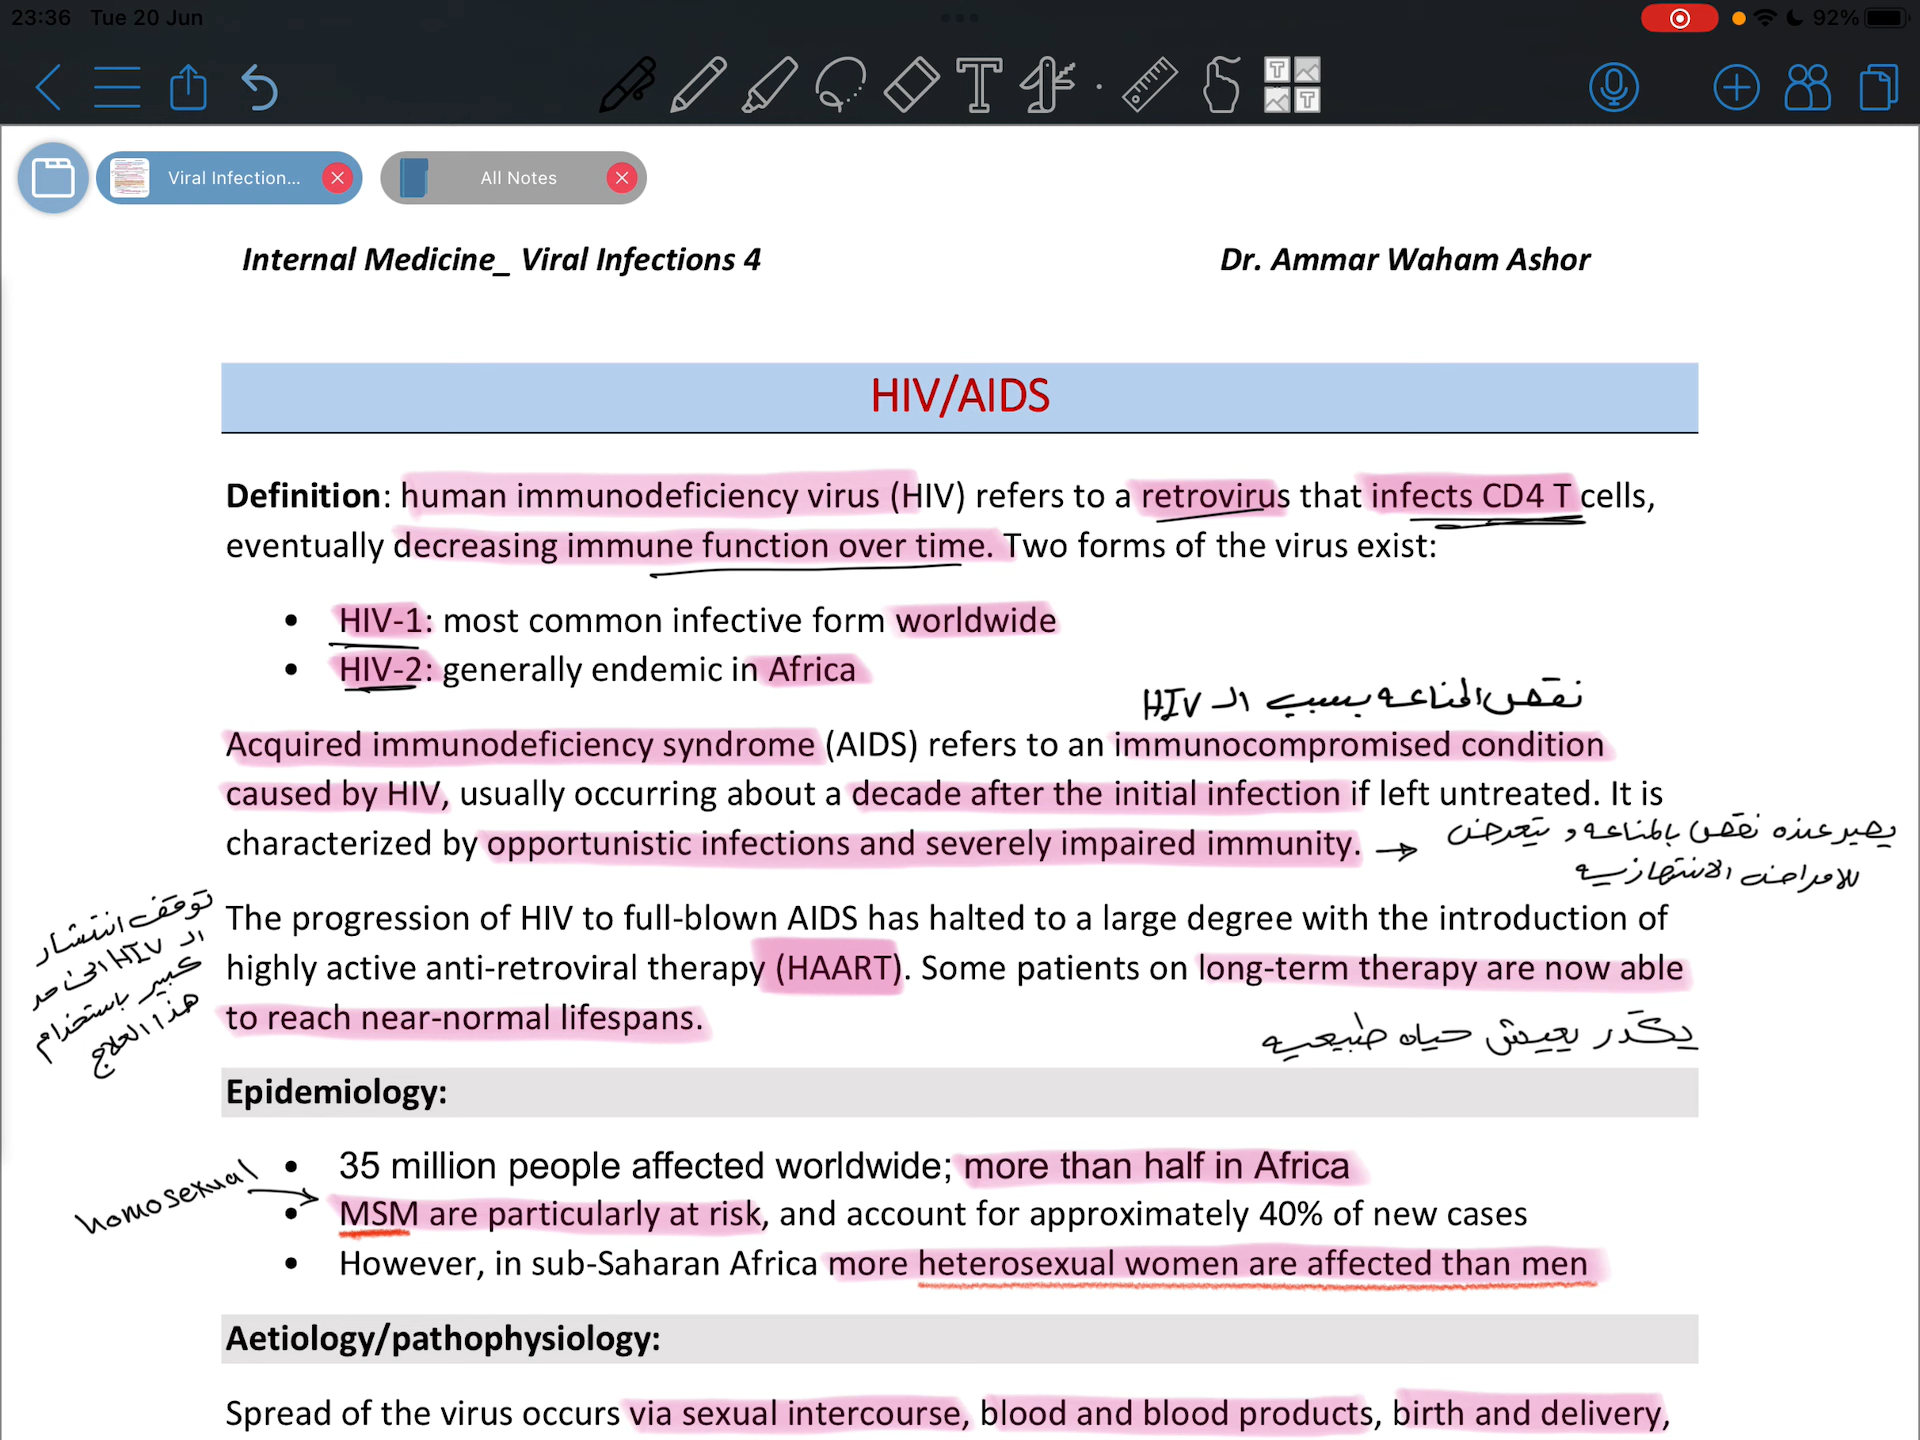 23:36 Tue 20 Jun
92%
Viral Infection...
All Notes
Internal Medicine_ Viral Infections 4
Dr. Ammar Waham Ashor
HIV/AIDS
Definition: human immunodeficiency virus (HIV) refers to a retrovirus that infects CD4 T cells,
eventually decreasing immune function over time. Two forms of the virus exist:
• HIV-1: most common infective form worldwide
• HIV-2: generally endemic in Africa
نقص المناعه بسبب الـ HIV
Acquired immunodeficiency syndrome (AIDS) refers to an immunocompromised condition
caused by HIV, usually occurring about a decade after the initial infection if left untreated. It is
characterized by opportunistic infections and severely impaired immunity. →
يصير عنده نقص بالمناعه و يتعرض
للامراض الانتهازيه
توقف انتشار
الـ HIV الى حد
كبير باستخدام
هذا العلاج
The progression of HIV to full-blown AIDS has halted to a large degree with the introduction of
highly active anti-retroviral therapy (HAART). Some patients on long-term therapy are now able
to reach near-normal lifespans.
يكدر يعيش حياه طبيعيه
Epidemiology:
• 35 million people affected worldwide; more than half in Africa
homosexual
• MSM are particularly at risk, and account for approximately 40% of new cases
• However, in sub-Saharan Africa more heterosexual women are affected than men
Aetiology/pathophysiology:
Spread of the virus occurs via sexual intercourse, blood and blood products, birth and delivery,